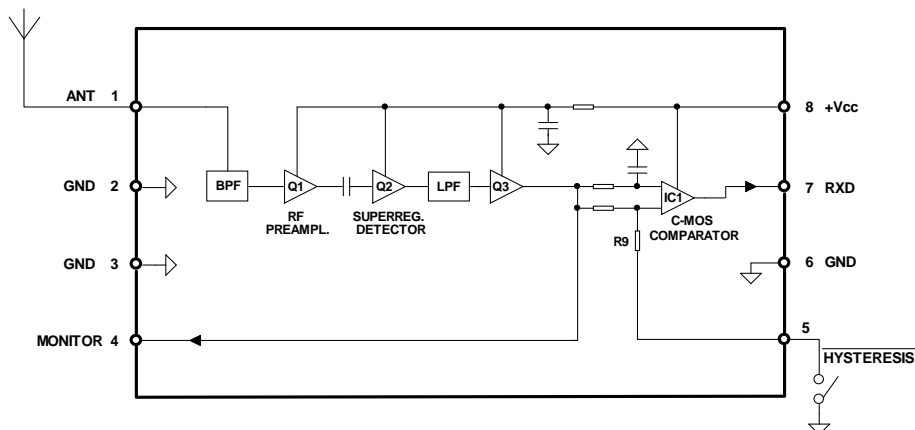 ANT 1
8 +Vcc
GND 2
BPF
Q1
Q2
LPF
Q3
IC1
7 RXD
RF
PREAMPL.
SUPERREG.
DETECTOR
C-MOS
COMPARATOR
R9
GND 3
6 GND
MONITOR 4
5
HYSTERESIS